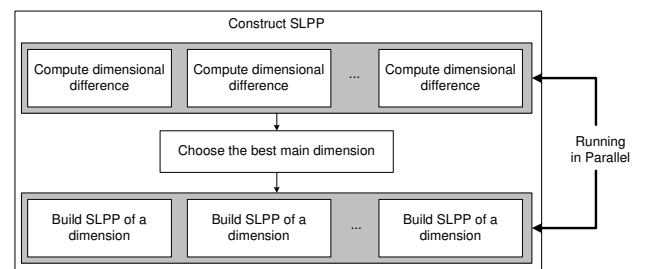 Construct SLPP
Compute dimensional
difference
Compute dimensional
difference
...
Compute dimensional
difference
Choose the best main dimension
Running
in Parallel
Build SLPP of a
dimension
Build SLPP of a
dimension
...
Build SLPP of a
dimension